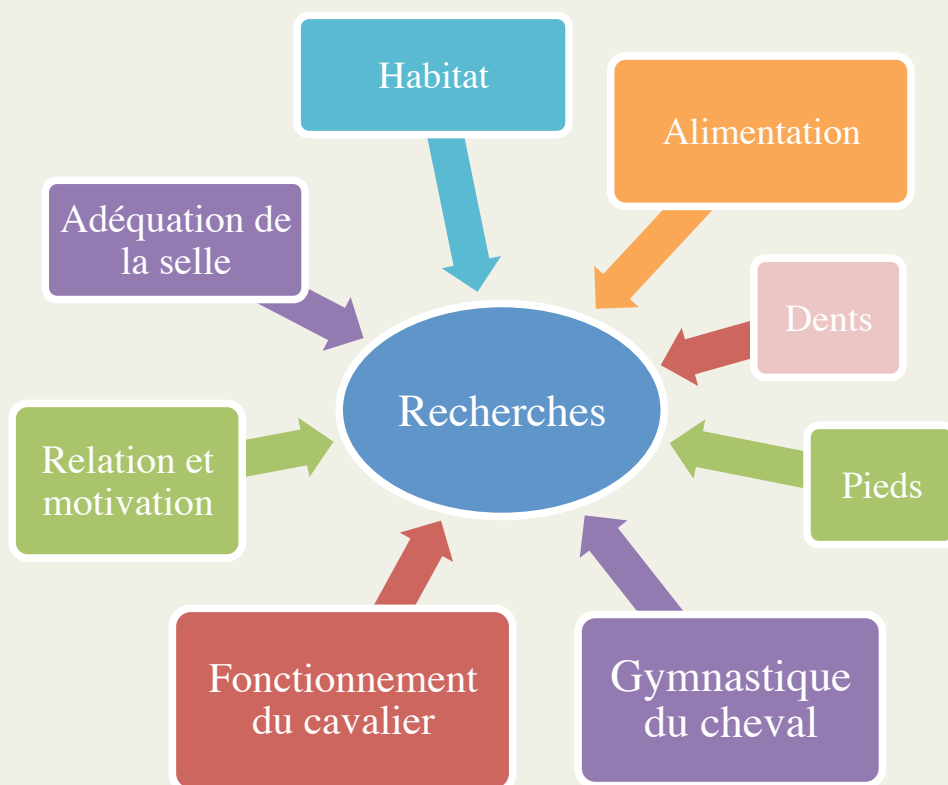 Habitat
Alimentation
Adéquation de
la selle
Dents
Recherches
Relation et
motivation
Pieds
Fonctionnement
du cavalier
Gymnastique
du cheval